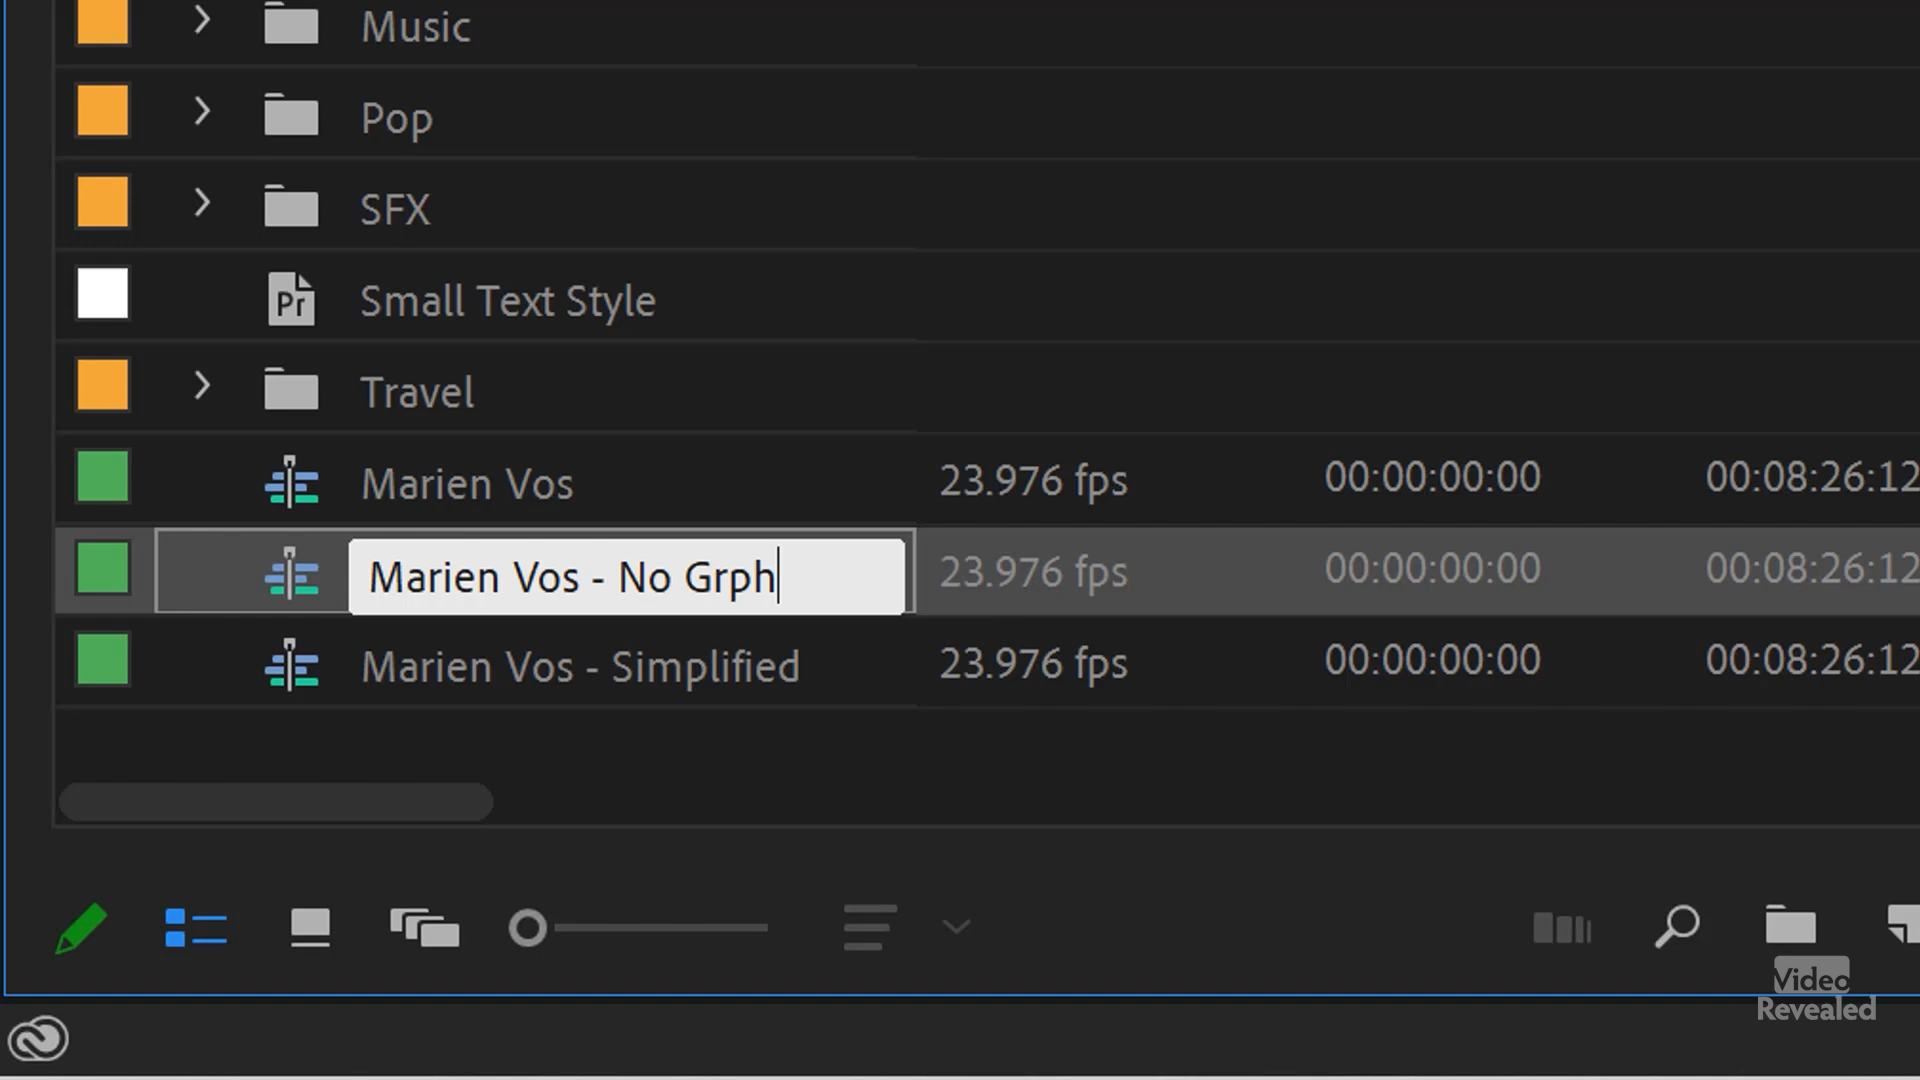 Music
Pop
SFX
Pr Small Text Style
Travel
Marien Vos 23.976 fps 00:00:00:00 00:08:26:12
Marien Vos - No Grph 23.976 fps 00:00:00:00 00:08:26:12
Marien Vos - Simplified 23.976 fps 00:00:00:00 00:08:26:12
Video
Revealed